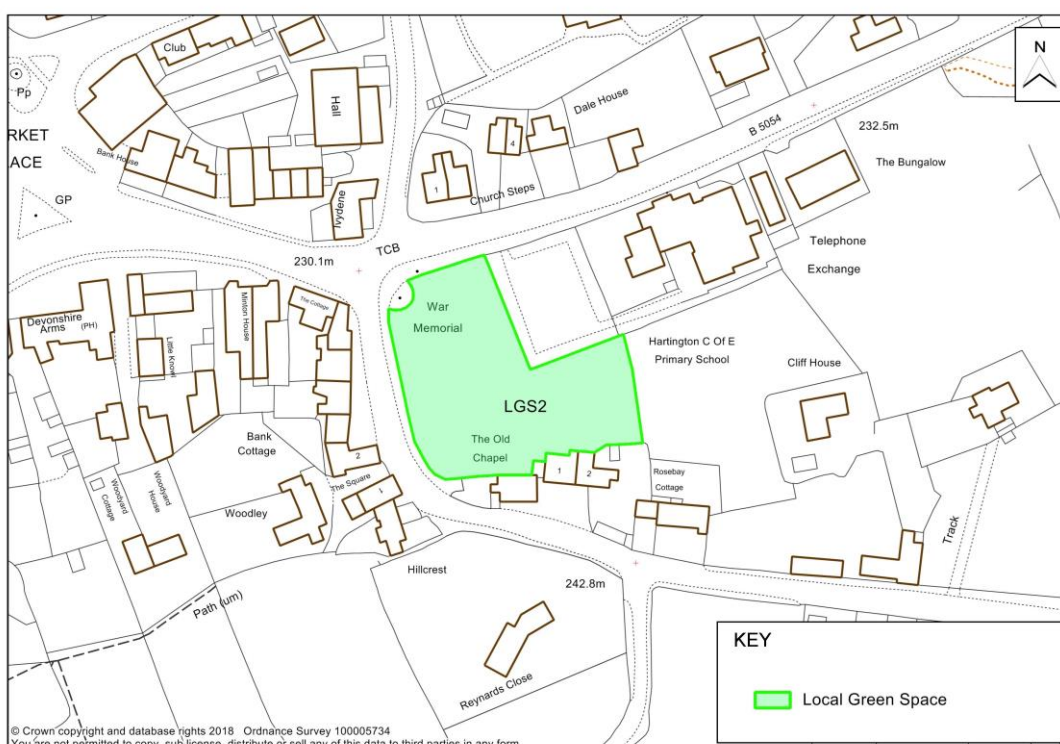 Club
Pp
Hall
N
Dale House
B 5054
232.5m
RKET
ACE
Bank House
4
The Bungalow
1
Church Steps
GP
Ivydene
TCB
230.1m
Telephone
Exchange
War
Memorial
The Cottage
Minton House
Devonshire
Arms (PH)
Little Knowl
Hartington C Of E
Primary School
Cliff House
LGS2
The Old
Chapel
Bank
Cottage
2
1
2
Rosebay
Cottage
The Square
1
Woodyard
Cottage
Woodyard
House
Woodley
Track
Hillcrest
242.8m
Path (um)
Reynards Close
KEY
Local Green Space
© Crown copyright and database rights 2018 Ordnance Survey 100005734
You are not permitted to copy, sub license, distribute or sell any of this data to third parties in any form